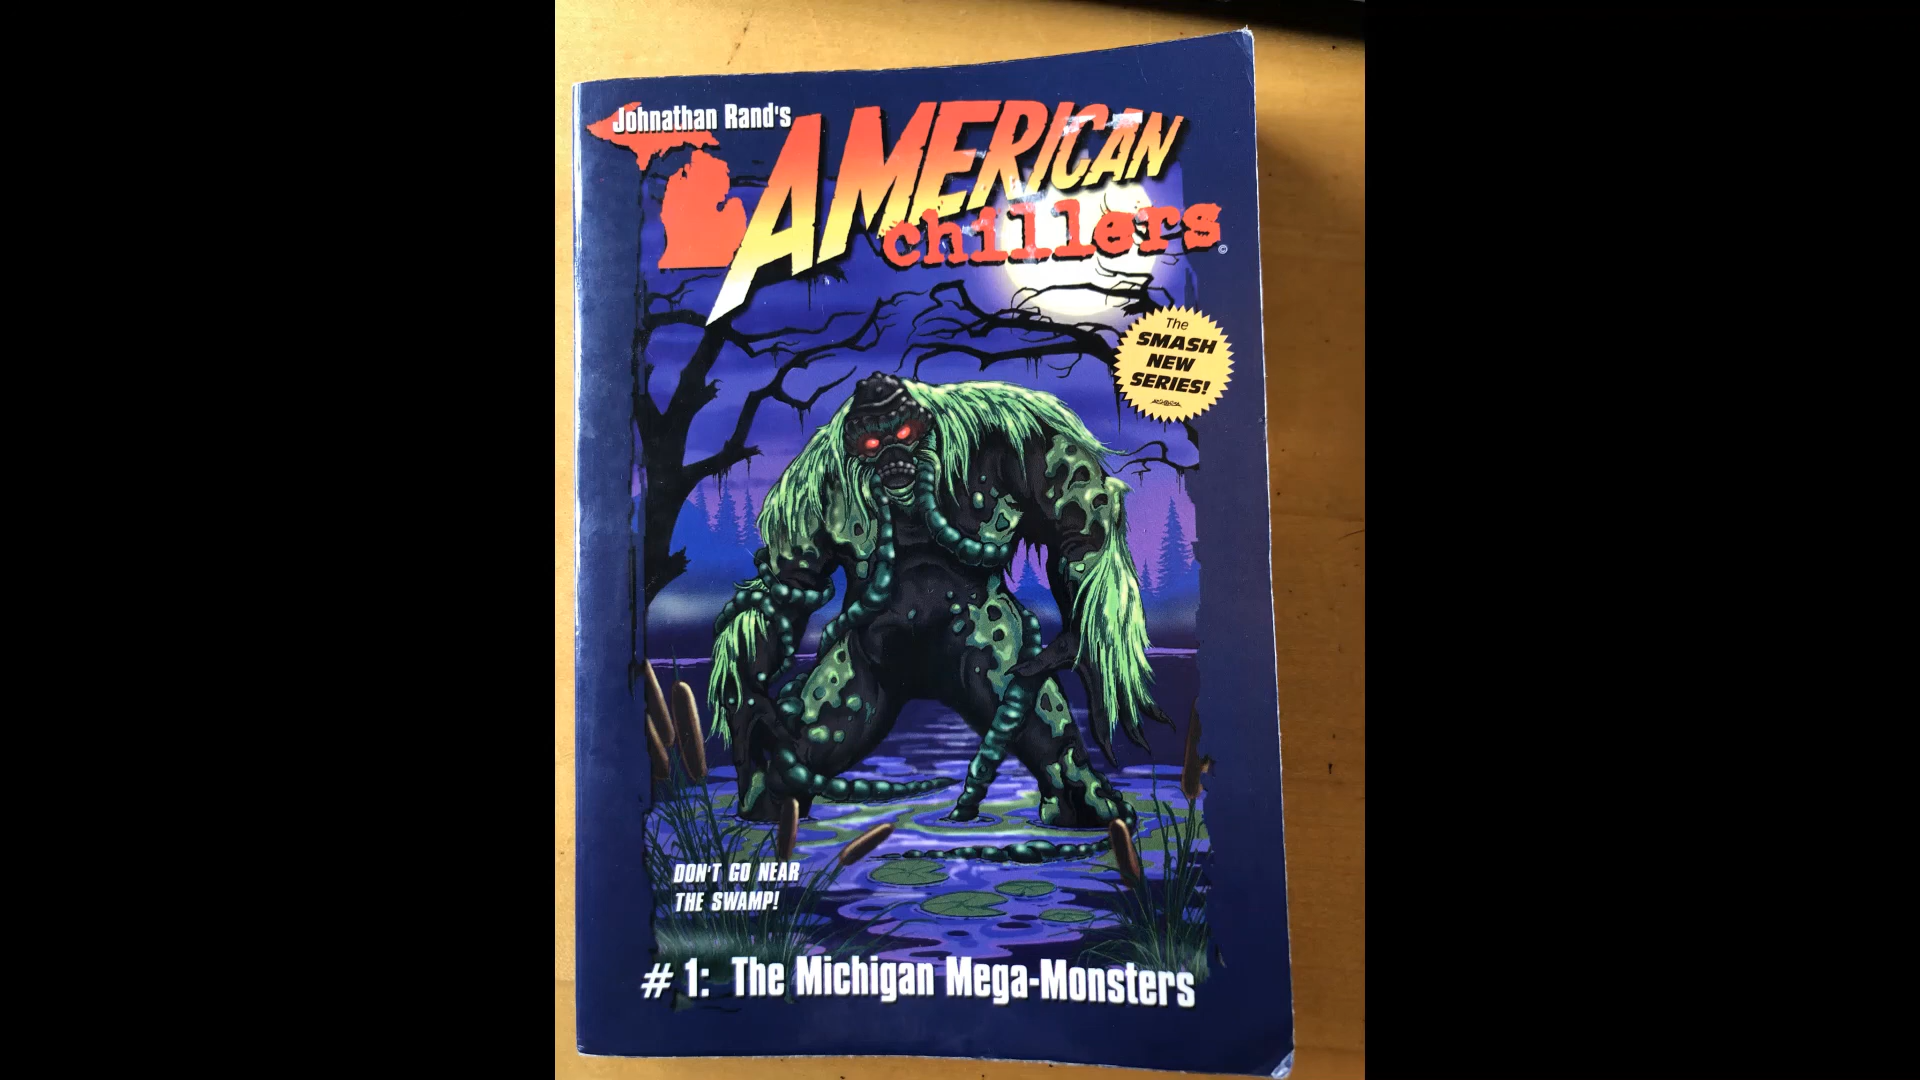 Johnathan Rand's
AMERICAN
chillers
©
The
SMASH
NEW
SERIES!
DON'T GO NEAR
THE SWAMP!
# 1: The Michigan Mega-Monsters